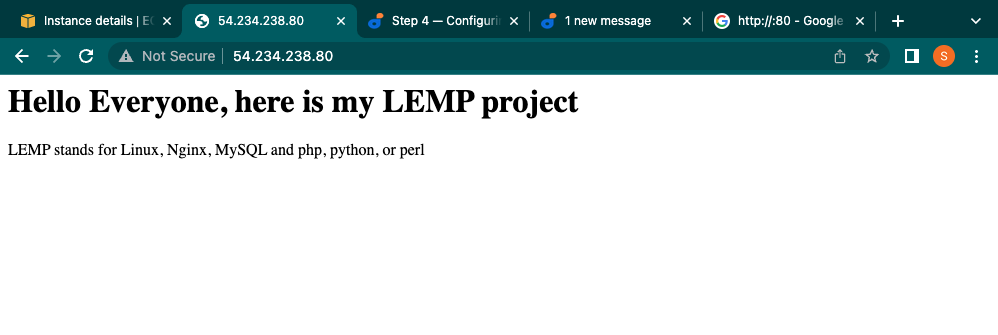 Instance details | EC
54.234.238.80
Step 4 — Configurin
1 new message
http://:80 - Google
Not Secure
54.234.238.80
S
Hello Everyone, here is my LEMP project
LEMP stands for Linux, Nginx, MySQL and php, python, or perl